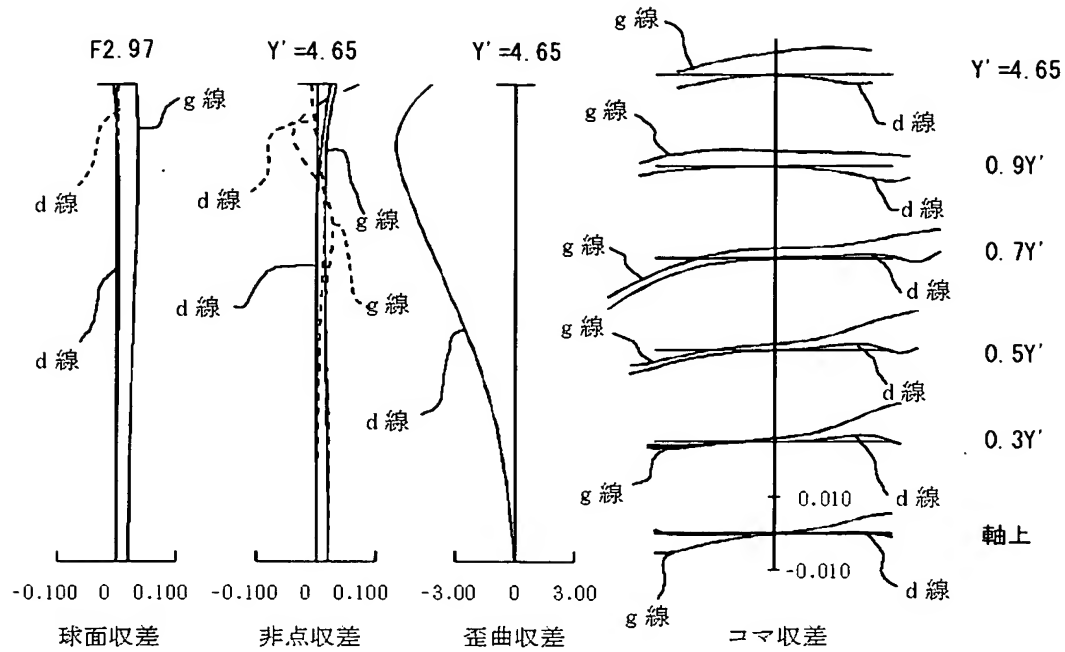 F2.97
g 線
d 線
d 線
-0.100 0 0.100
球面収差
Y'=4.65
d 線
g 線
d 線
g 線
-0.100 0 0.100
非点収差
Y'=4.65
d 線
-3.00 0 3.00
歪曲収差
g 線
Y'=4.65
d 線
g 線
0.9Y'
d 線
g 線
0.7Y'
d 線
g 線
0.5Y'
d 線
0.3Y'
g 線
d 線
0.010
軸上
-0.010
d 線
g 線
コマ収差